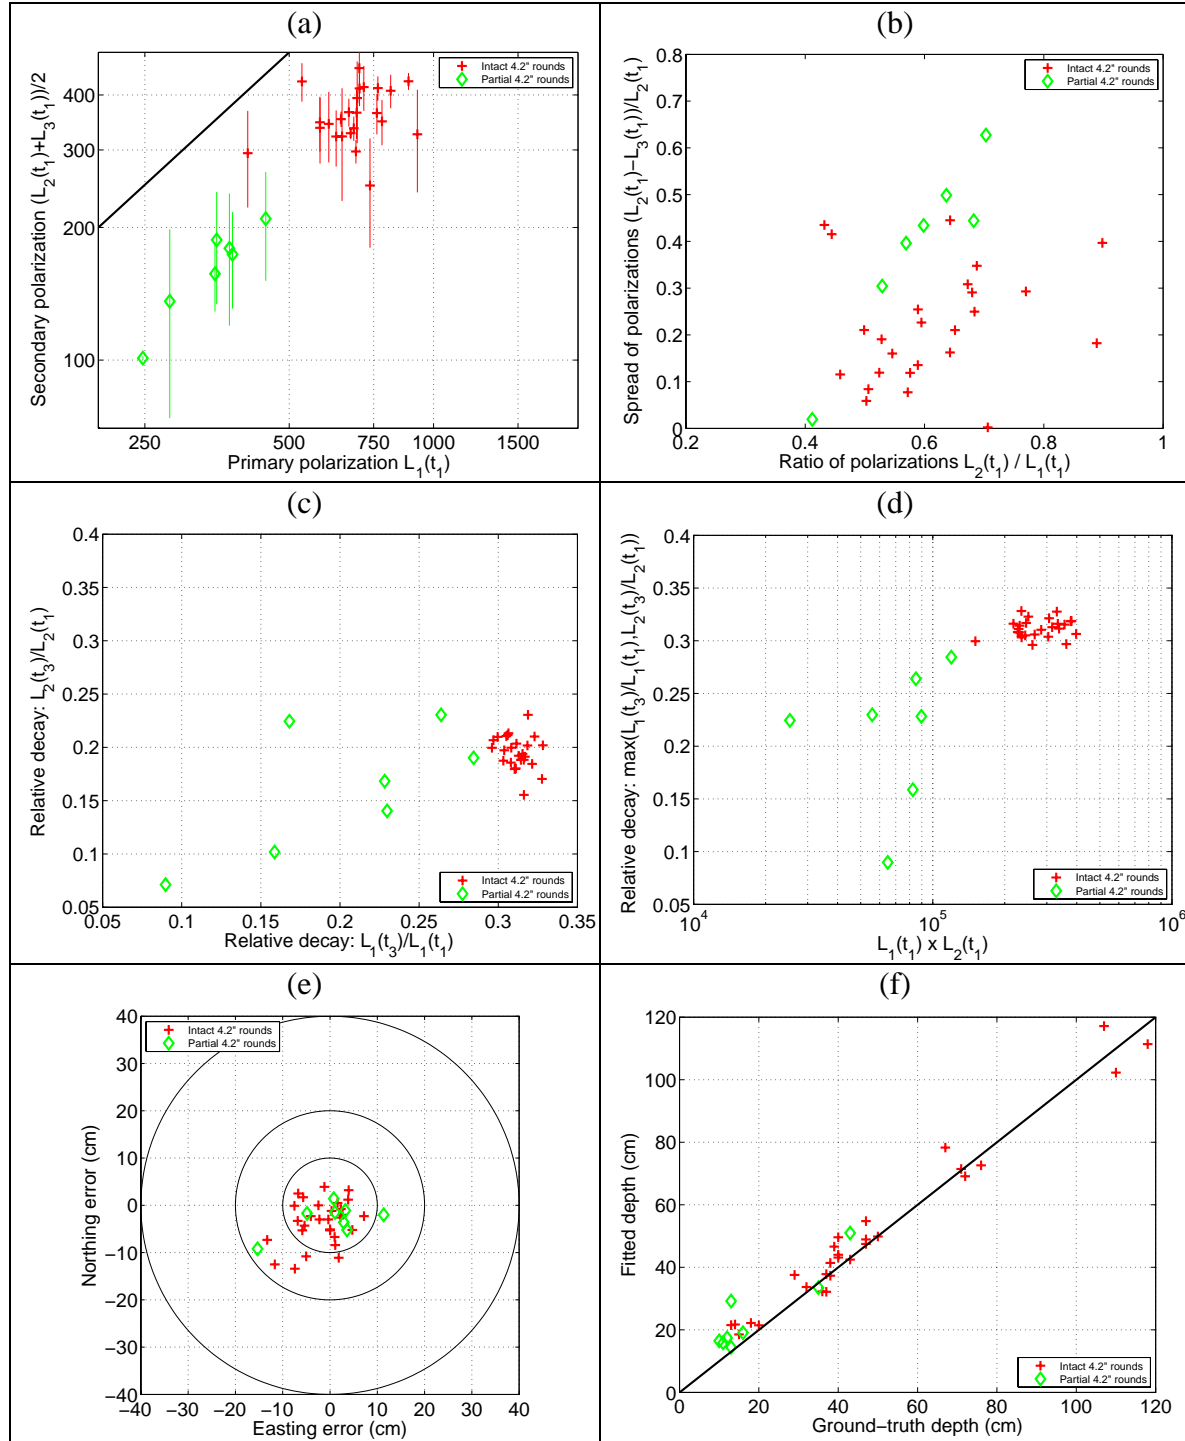 (a)
Secondary polarization (L2(t1)+L3(t1))/2
400
300
200
100
Intact 4.2" rounds
Partial 4.2" rounds
250 500 750 1000 1500
Primary polarization L1(t1)
(b)
Spread of polarizations (L2(t1)−L3(t1))/L2(t1)
0.8
0.7
0.6
0.5
0.4
0.3
0.2
0.1
0
Intact 4.2" rounds
Partial 4.2" rounds
0.2 0.4 0.6 0.8 1
Ratio of polarizations L2(t1) / L1(t1)
(c)
Relative decay: L2(t3)/L2(t1)
0.4
0.35
0.3
0.25
0.2
0.15
0.1
0.05
Intact 4.2" rounds
Partial 4.2" rounds
0.05 0.1 0.15 0.2 0.25 0.3 0.35
Relative decay: L1(t3)/L1(t1)
(d)
Relative decay: max(L1(t3)/L1(t1),L2(t3)/L2(t1))
0.4
0.35
0.3
0.25
0.2
0.15
0.1
0.05
Intact 4.2" rounds
Partial 4.2" rounds
10^4 10^5 10^6
L1(t1) x L2(t1)
(e)
Northing error (cm)
40
30
20
10
0
−10
−20
−30
−40
Intact 4.2" rounds
Partial 4.2" rounds
−40 −30 −20 −10 0 10 20 30 40
Easting error (cm)
(f)
Fitted depth (cm)
120
100
80
60
40
20
0
Intact 4.2" rounds
Partial 4.2" rounds
0 20 40 60 80 100 120
Ground−truth depth (cm)